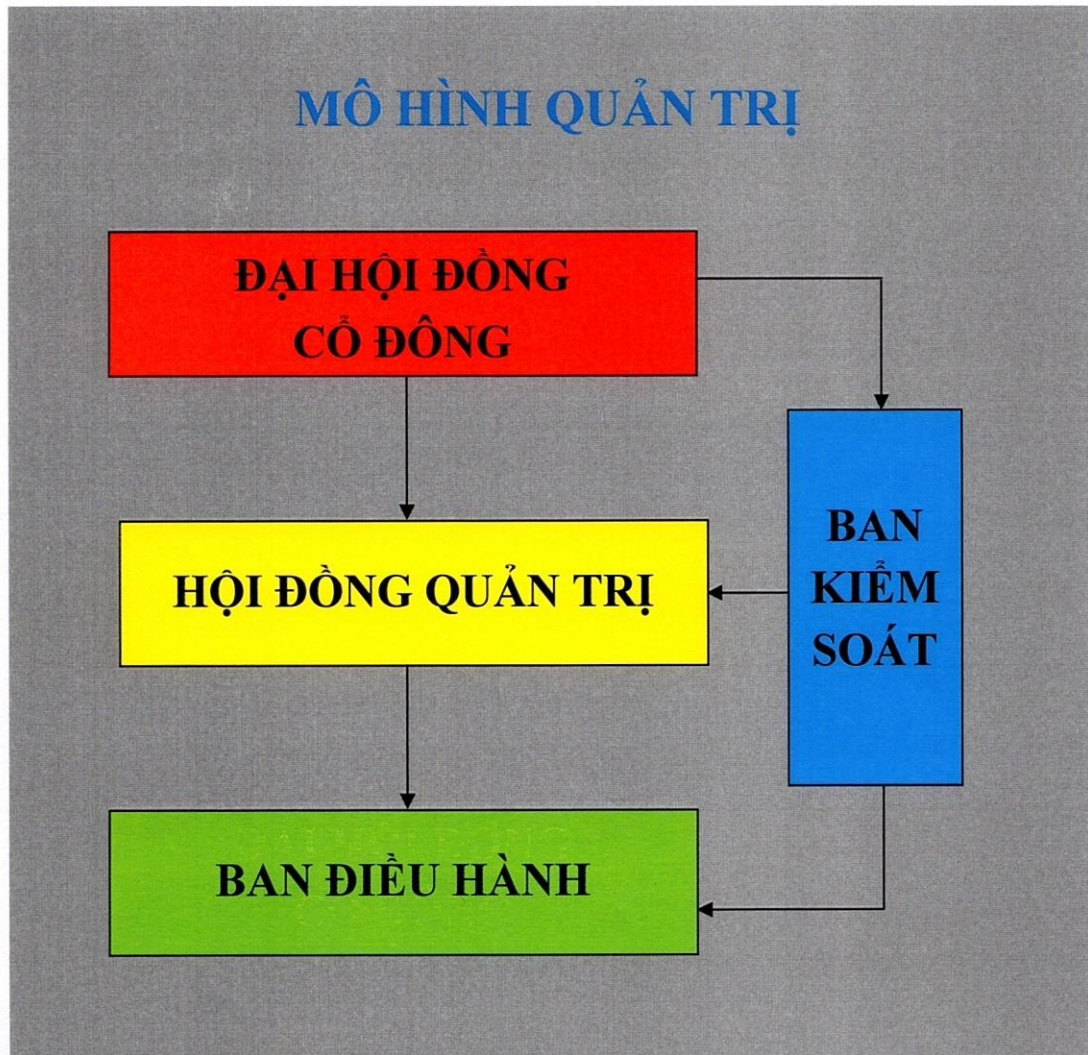 MÔ HÌNH QUẢN TRỊ
ĐẠI HỘI ĐỒNG
CỔ ĐÔNG
HỘI ĐỒNG QUẢN TRỊ
BAN
KIỂM
SOÁT
BAN ĐIỀU HÀNH